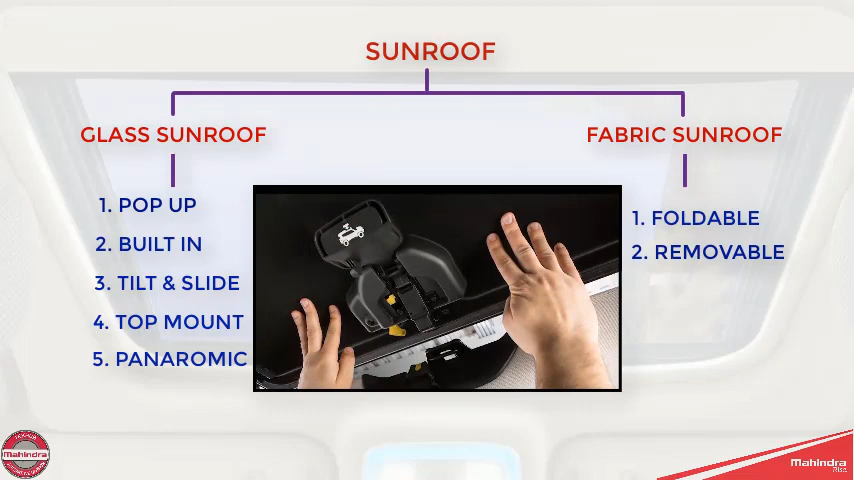 SUNROOF
GLASS SUNROOF
FABRIC SUNROOF
1. POP UP
2. BUILT IN
3. TILT & SLIDE
4. TOP MOUNT
5. PANAROMIC
1. FOLDABLE
2. REMOVABLE
Mahindra
Mahindra
Rise